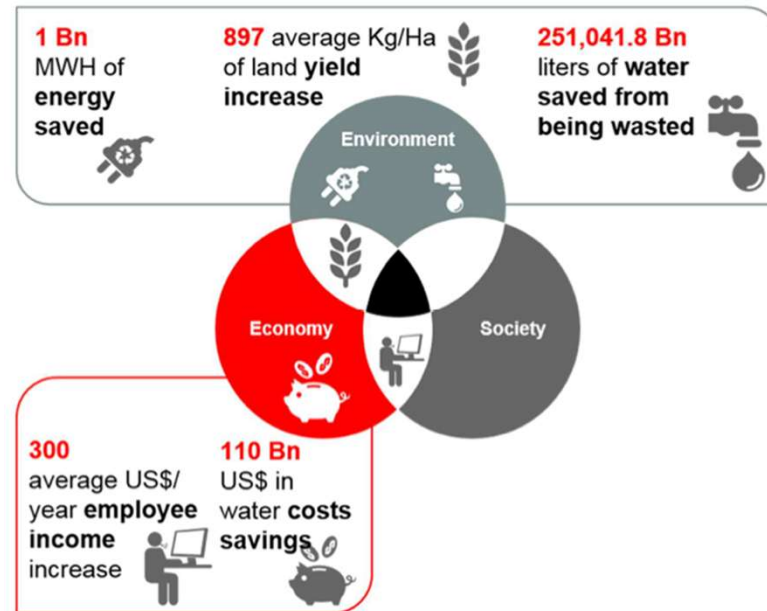 1 Bn
MWH of
energy
saved
897 average Kg/Ha
of land yield
increase
251,041.8 Bn
liters of water
saved from
being wasted
Environment
Economy
Society
300
average US$/
year employee
income
increase
110 Bn
US$ in
water costs
savings